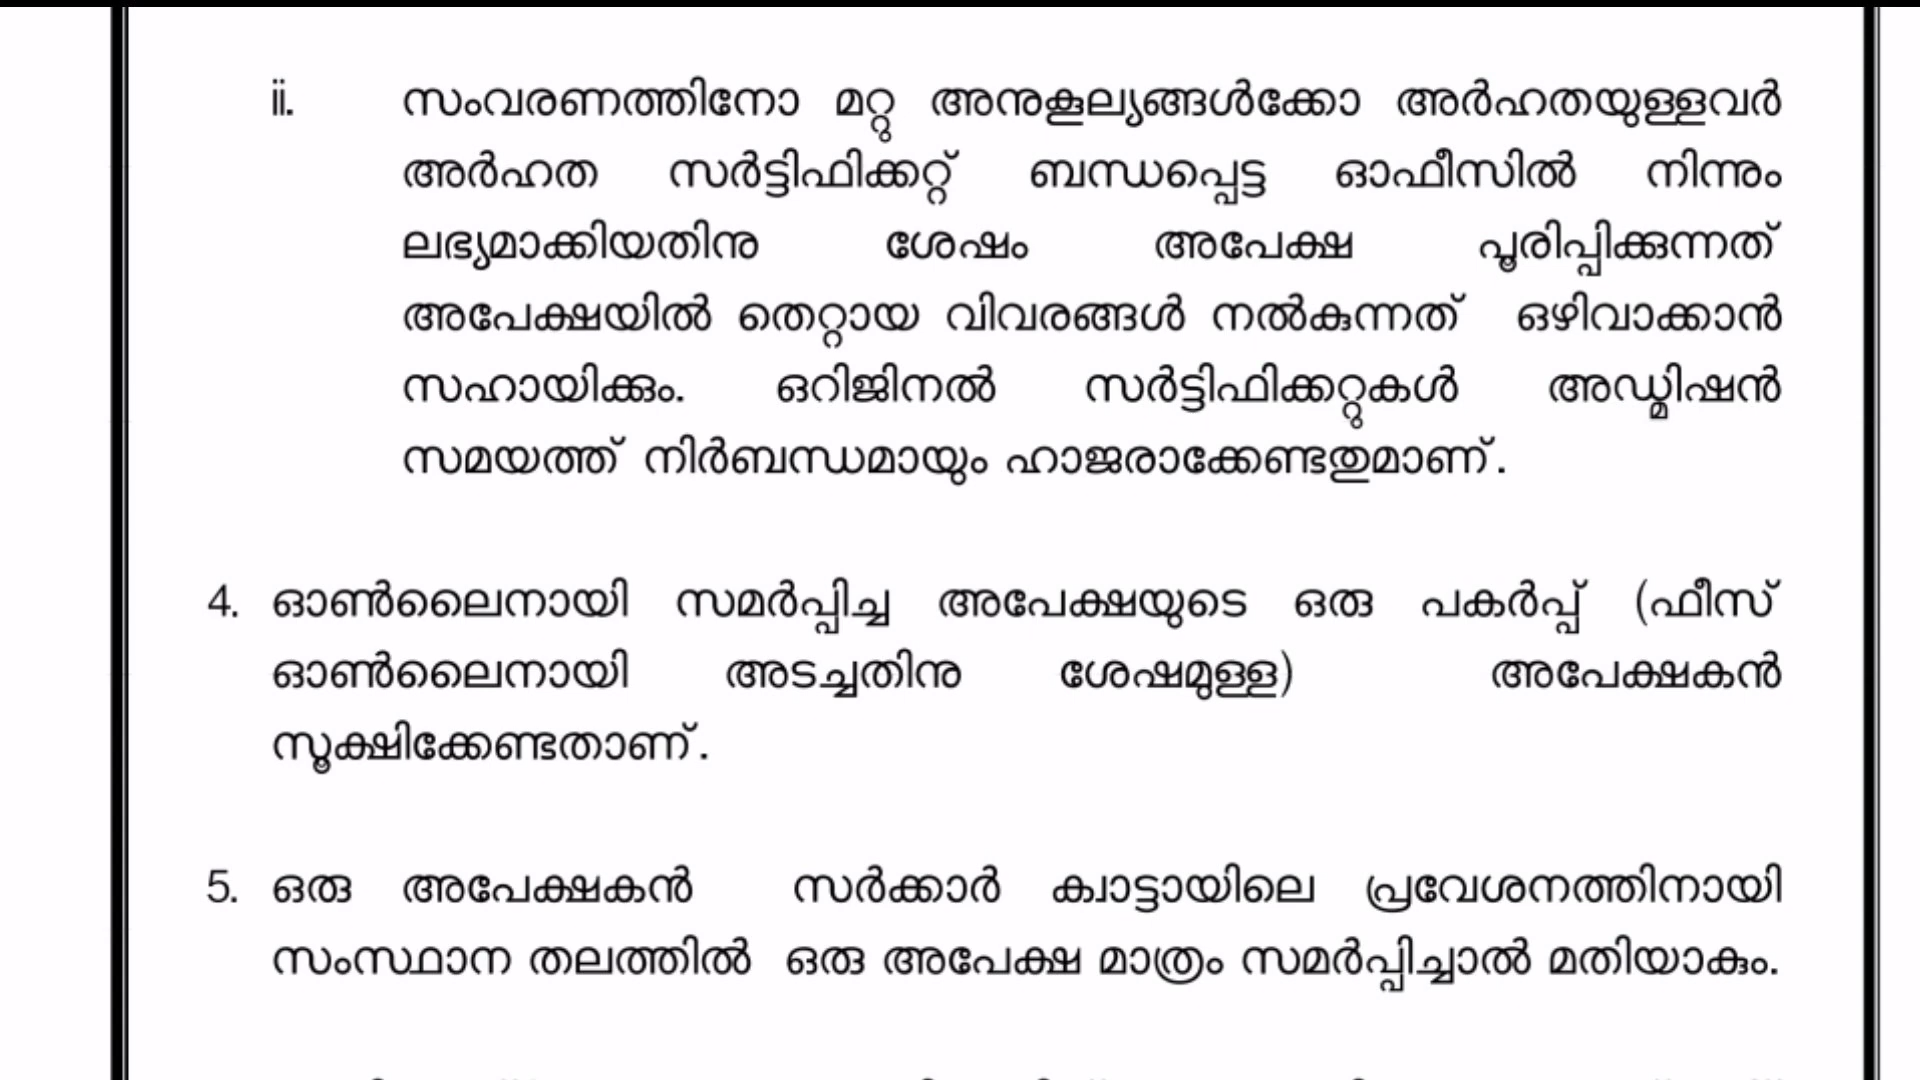 ii. സംവരണത്തിനോ മറ്റു അനുകൂല്യങ്ങൾക്കോ അർഹതയുള്ളവർ
അർഹത സർട്ടിഫിക്കറ്റ് ബന്ധപ്പെട്ട ഓഫീസിൽ നിന്നും
ലഭ്യമാക്കിയതിനു ശേഷം അപേക്ഷ പൂരിപ്പിക്കുന്നത്
അപേക്ഷയിൽ തെറ്റായ വിവരങ്ങൾ നൽകുന്നത് ഒഴിവാക്കാൻ
സഹായിക്കും. ഒറിജിനൽ സർട്ടിഫിക്കറ്റുകൾ അഡ്മിഷൻ
സമയത്ത് നിർബന്ധമായും ഹാജരാക്കേണ്ടതുമാണ്.
4. ഓൺലൈനായി സമർപ്പിച്ച അപേക്ഷയുടെ ഒരു പകർപ്പ് (ഫീസ്
ഓൺലൈനായി അടച്ചതിനു ശേഷമുള്ള) അപേക്ഷകൻ
സൂക്ഷിക്കേണ്ടതാണ്.
5. ഒരു അപേക്ഷകൻ സർക്കാർ ക്വാട്ടായിലെ പ്രവേശനത്തിനായി
സംസ്ഥാന തലത്തിൽ ഒരു അപേക്ഷ മാത്രം സമർപ്പിച്ചാൽ മതിയാകും.